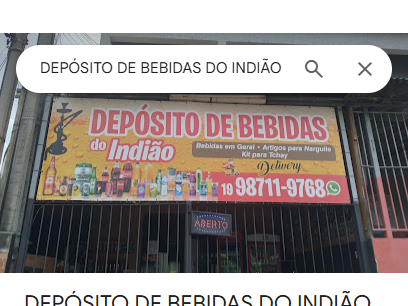 DEPÓSITO DE BEBIDAS DO INDIÃO
DEPÓSITO DE BEBIDAS
do Indião
Bebidas em Geral • Artigos para Narguile
Kit para Tchay
Delivery
19 98711-9768
ABERTO
DEPÓSITO DE BEBIDAS DO INDIÃO